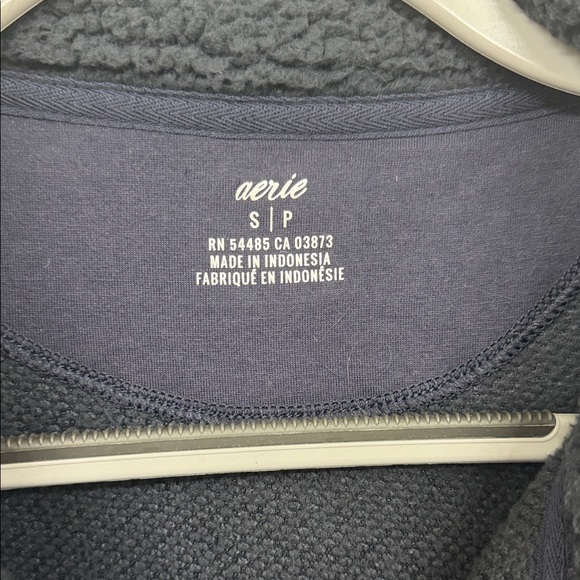 aerie
S | P
RN 54485 CA 03873
MADE IN INDONESIA
FABRIQUÉ EN INDONÉSIE